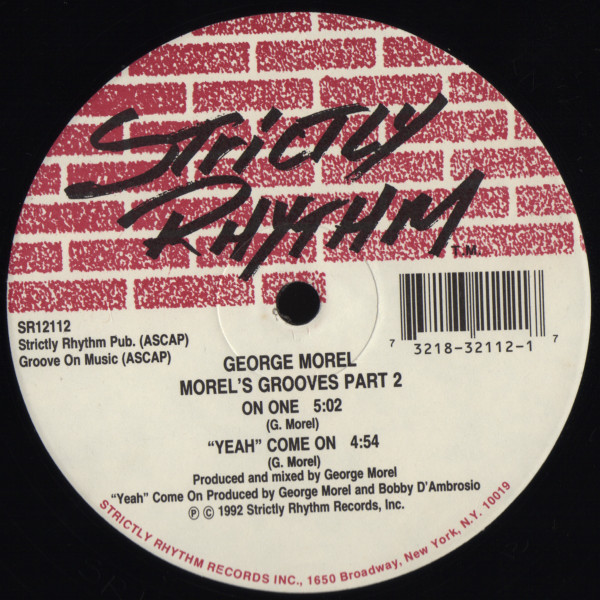 STRICTLY
RHYTHM T.M.
SR12112
Strictly Rhythm Pub. (ASCAP)
Groove On Music (ASCAP)
7 73218-32112-1 7
GEORGE MOREL
MOREL'S GROOVES PART 2
ON ONE 5:02
(G. Morel)
"YEAH" COME ON 4:54
(G. Morel)
Produced and mixed by George Morel
"Yeah" Come On Produced by George Morel and Bobby D'Ambrosio
Ⓟ © 1992 Strictly Rhythm Records, Inc.
STRICTLY RHYTHM RECORDS INC., 1650 Broadway, New York, N.Y. 10019